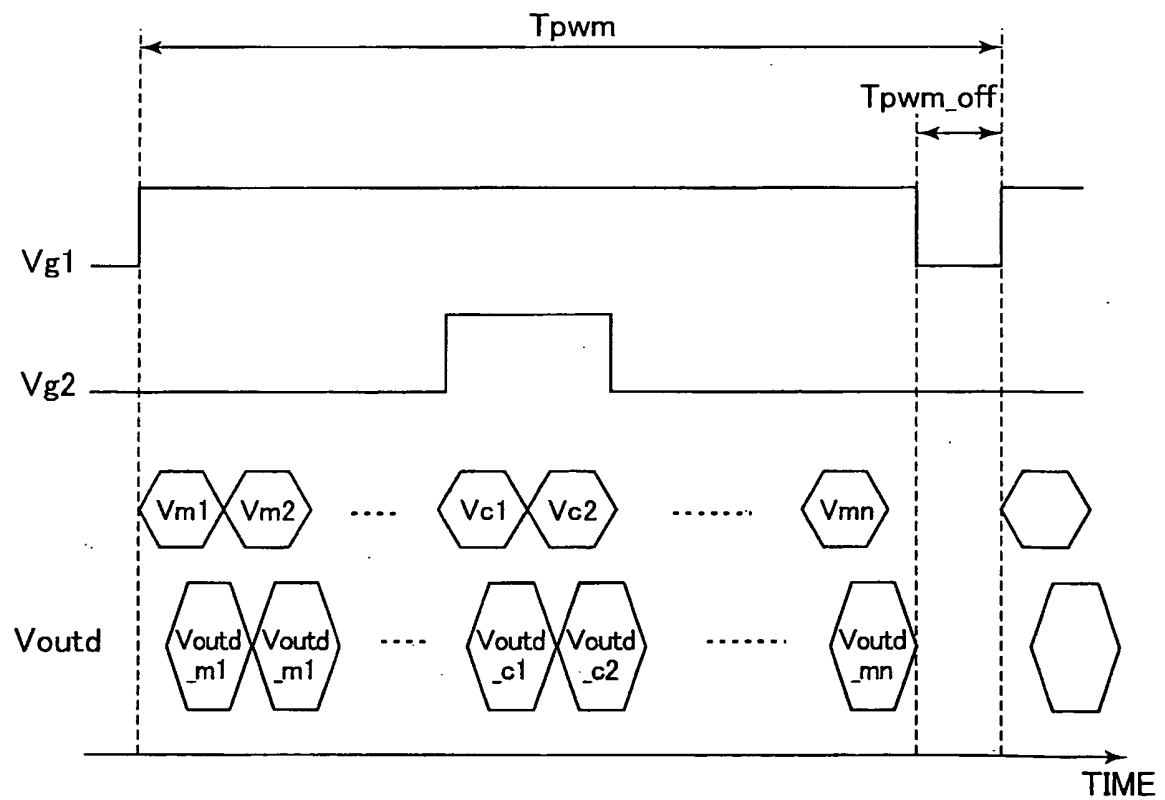 Tpwm
Tpwm_off
Vg1
Vg2
Vm1 Vm2 Vc1 Vc2 Vmn
Voutd
Voutd
_m1
Voutd
_m1
Voutd
_c1
Voutd
_c2
Voutd
_mn
TIME